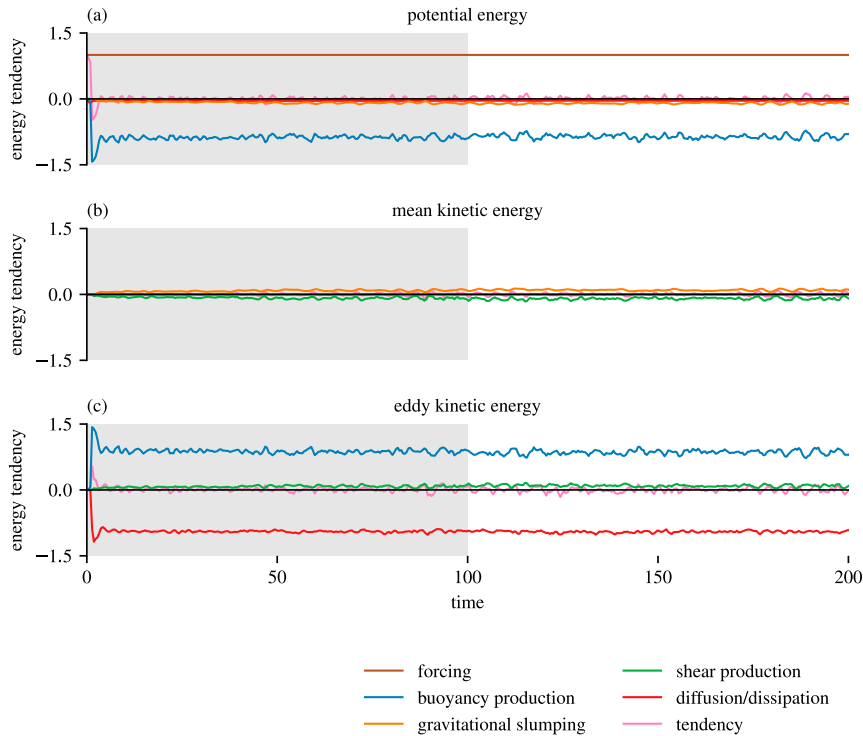 (a) potential energy
1.5
0.0
−1.5
energy tendency
(b) mean kinetic energy
1.5
0.0
−1.5
energy tendency
(c) eddy kinetic energy
1.5
0.0
−1.5
energy tendency
0 50 100 150 200
time
forcing shear production
buoyancy production diffusion/dissipation
gravitational slumping tendency